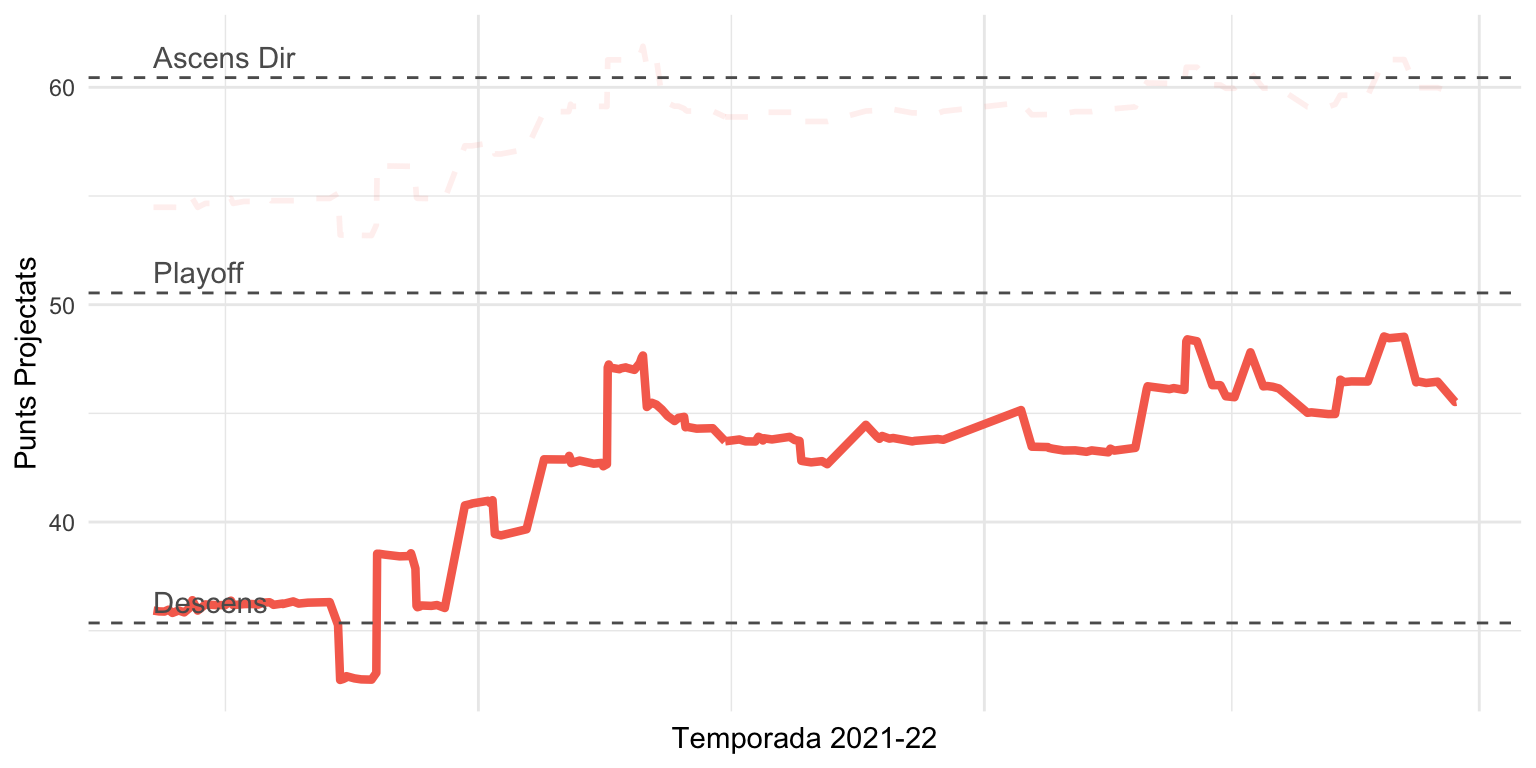 Ascens Dir
60
Playoff
50
Punts Projectats
40
Descens
Temporada 2021-22